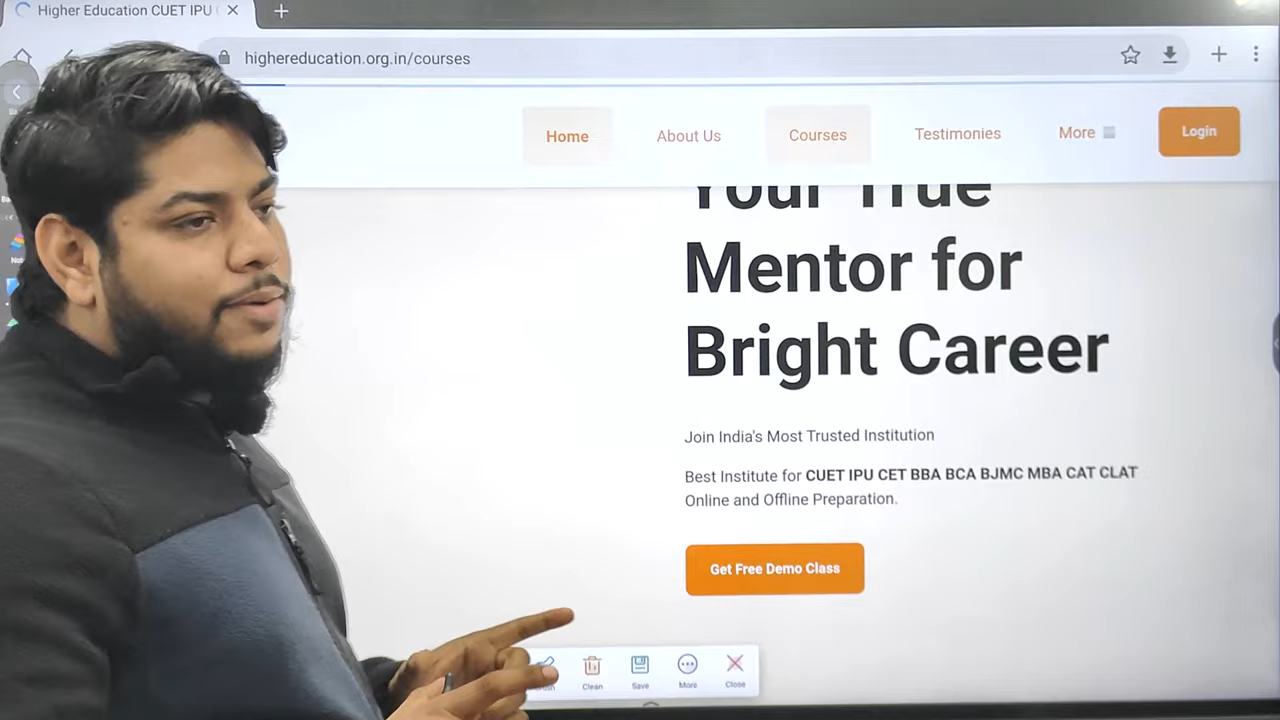 Higher Education CUET IPU
highereducation.org.in/courses
Home About Us Courses Testimonies More Login
Your True
Mentor for
Bright Career
Join India's Most Trusted Institution
Best Institute for CUET IPU CET BBA BCA BJMC MBA CAT CLAT
Online and Offline Preparation.
Get Free Demo Class
Clean Save More Close